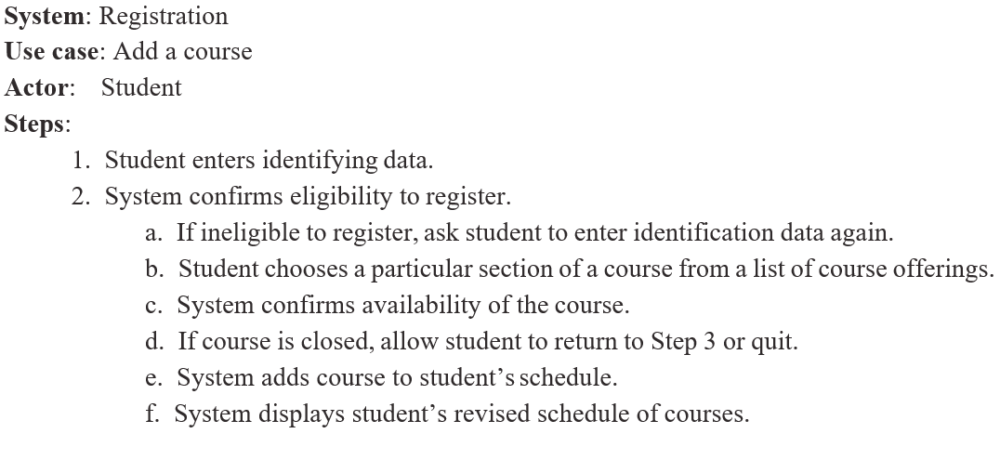 System: Registration
Use case: Add a course
Actor: Student
Steps:
1. Student enters identifying data.
2. System confirms eligibility to register.
a. If ineligible to register, ask student to enter identification data again.
b. Student chooses a particular section of a course from a list of course offerings.
c. System confirms availability of the course.
d. If course is closed, allow student to return to Step 3 or quit.
e. System adds course to student’s schedule.
f. System displays student’s revised schedule of courses.